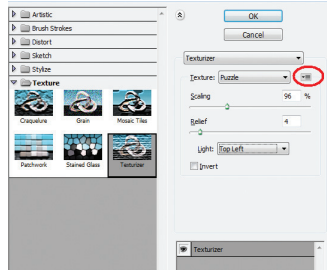 Artistic
Brush Strokes
Distort
Sketch
Stylize
Texture
Craquelure Grain Mosaic Tiles
Patchwork Stained Glass Texturizer
OK
Cancel
Texturizer
Texture: Puzzle
Scaling 96 %
Relief 4
Light: Top Left
Invert
Texturizer